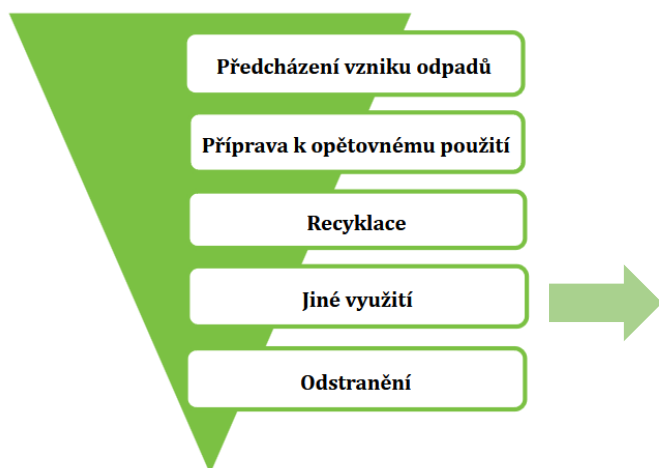 Předcházení vzniku odpadů
Příprava k opětovnému použití
Recyklace
Jiné využití
Odstranění